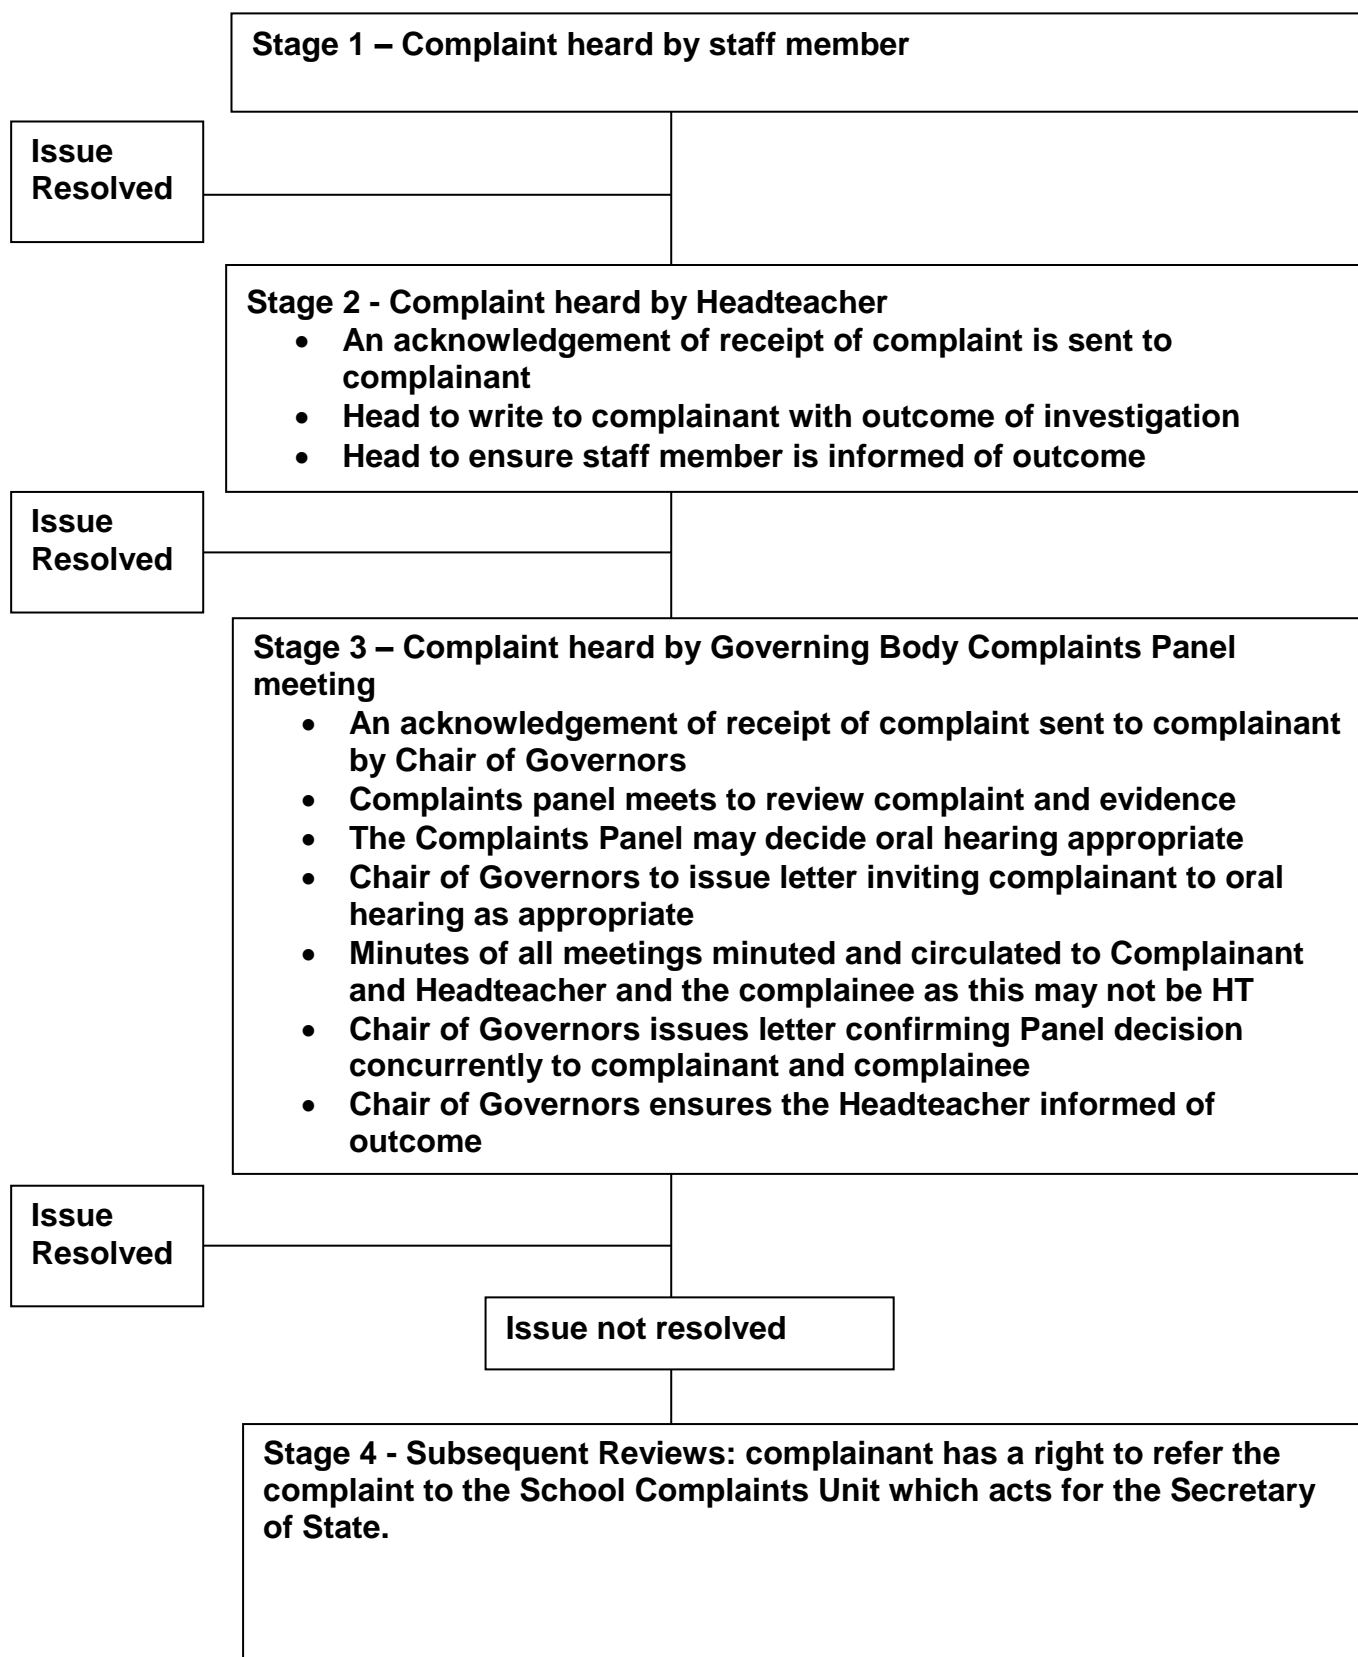 Stage 1 – Complaint heard by staff member
Issue
Resolved
Stage 2 - Complaint heard by Headteacher
• An acknowledgement of receipt of complaint is sent to
complainant
• Head to write to complainant with outcome of investigation
• Head to ensure staff member is informed of outcome
Issue
Resolved
Stage 3 – Complaint heard by Governing Body Complaints Panel
meeting
• An acknowledgement of receipt of complaint sent to complainant
by Chair of Governors
• Complaints panel meets to review complaint and evidence
• The Complaints Panel may decide oral hearing appropriate
• Chair of Governors to issue letter inviting complainant to oral
hearing as appropriate
• Minutes of all meetings minuted and circulated to Complainant
and Headteacher and the complainee as this may not be HT
• Chair of Governors issues letter confirming Panel decision
concurrently to complainant and complainee
• Chair of Governors ensures the Headteacher informed of
outcome
Issue
Resolved
Issue not resolved
Stage 4 - Subsequent Reviews: complainant has a right to refer the
complaint to the School Complaints Unit which acts for the Secretary
of State.